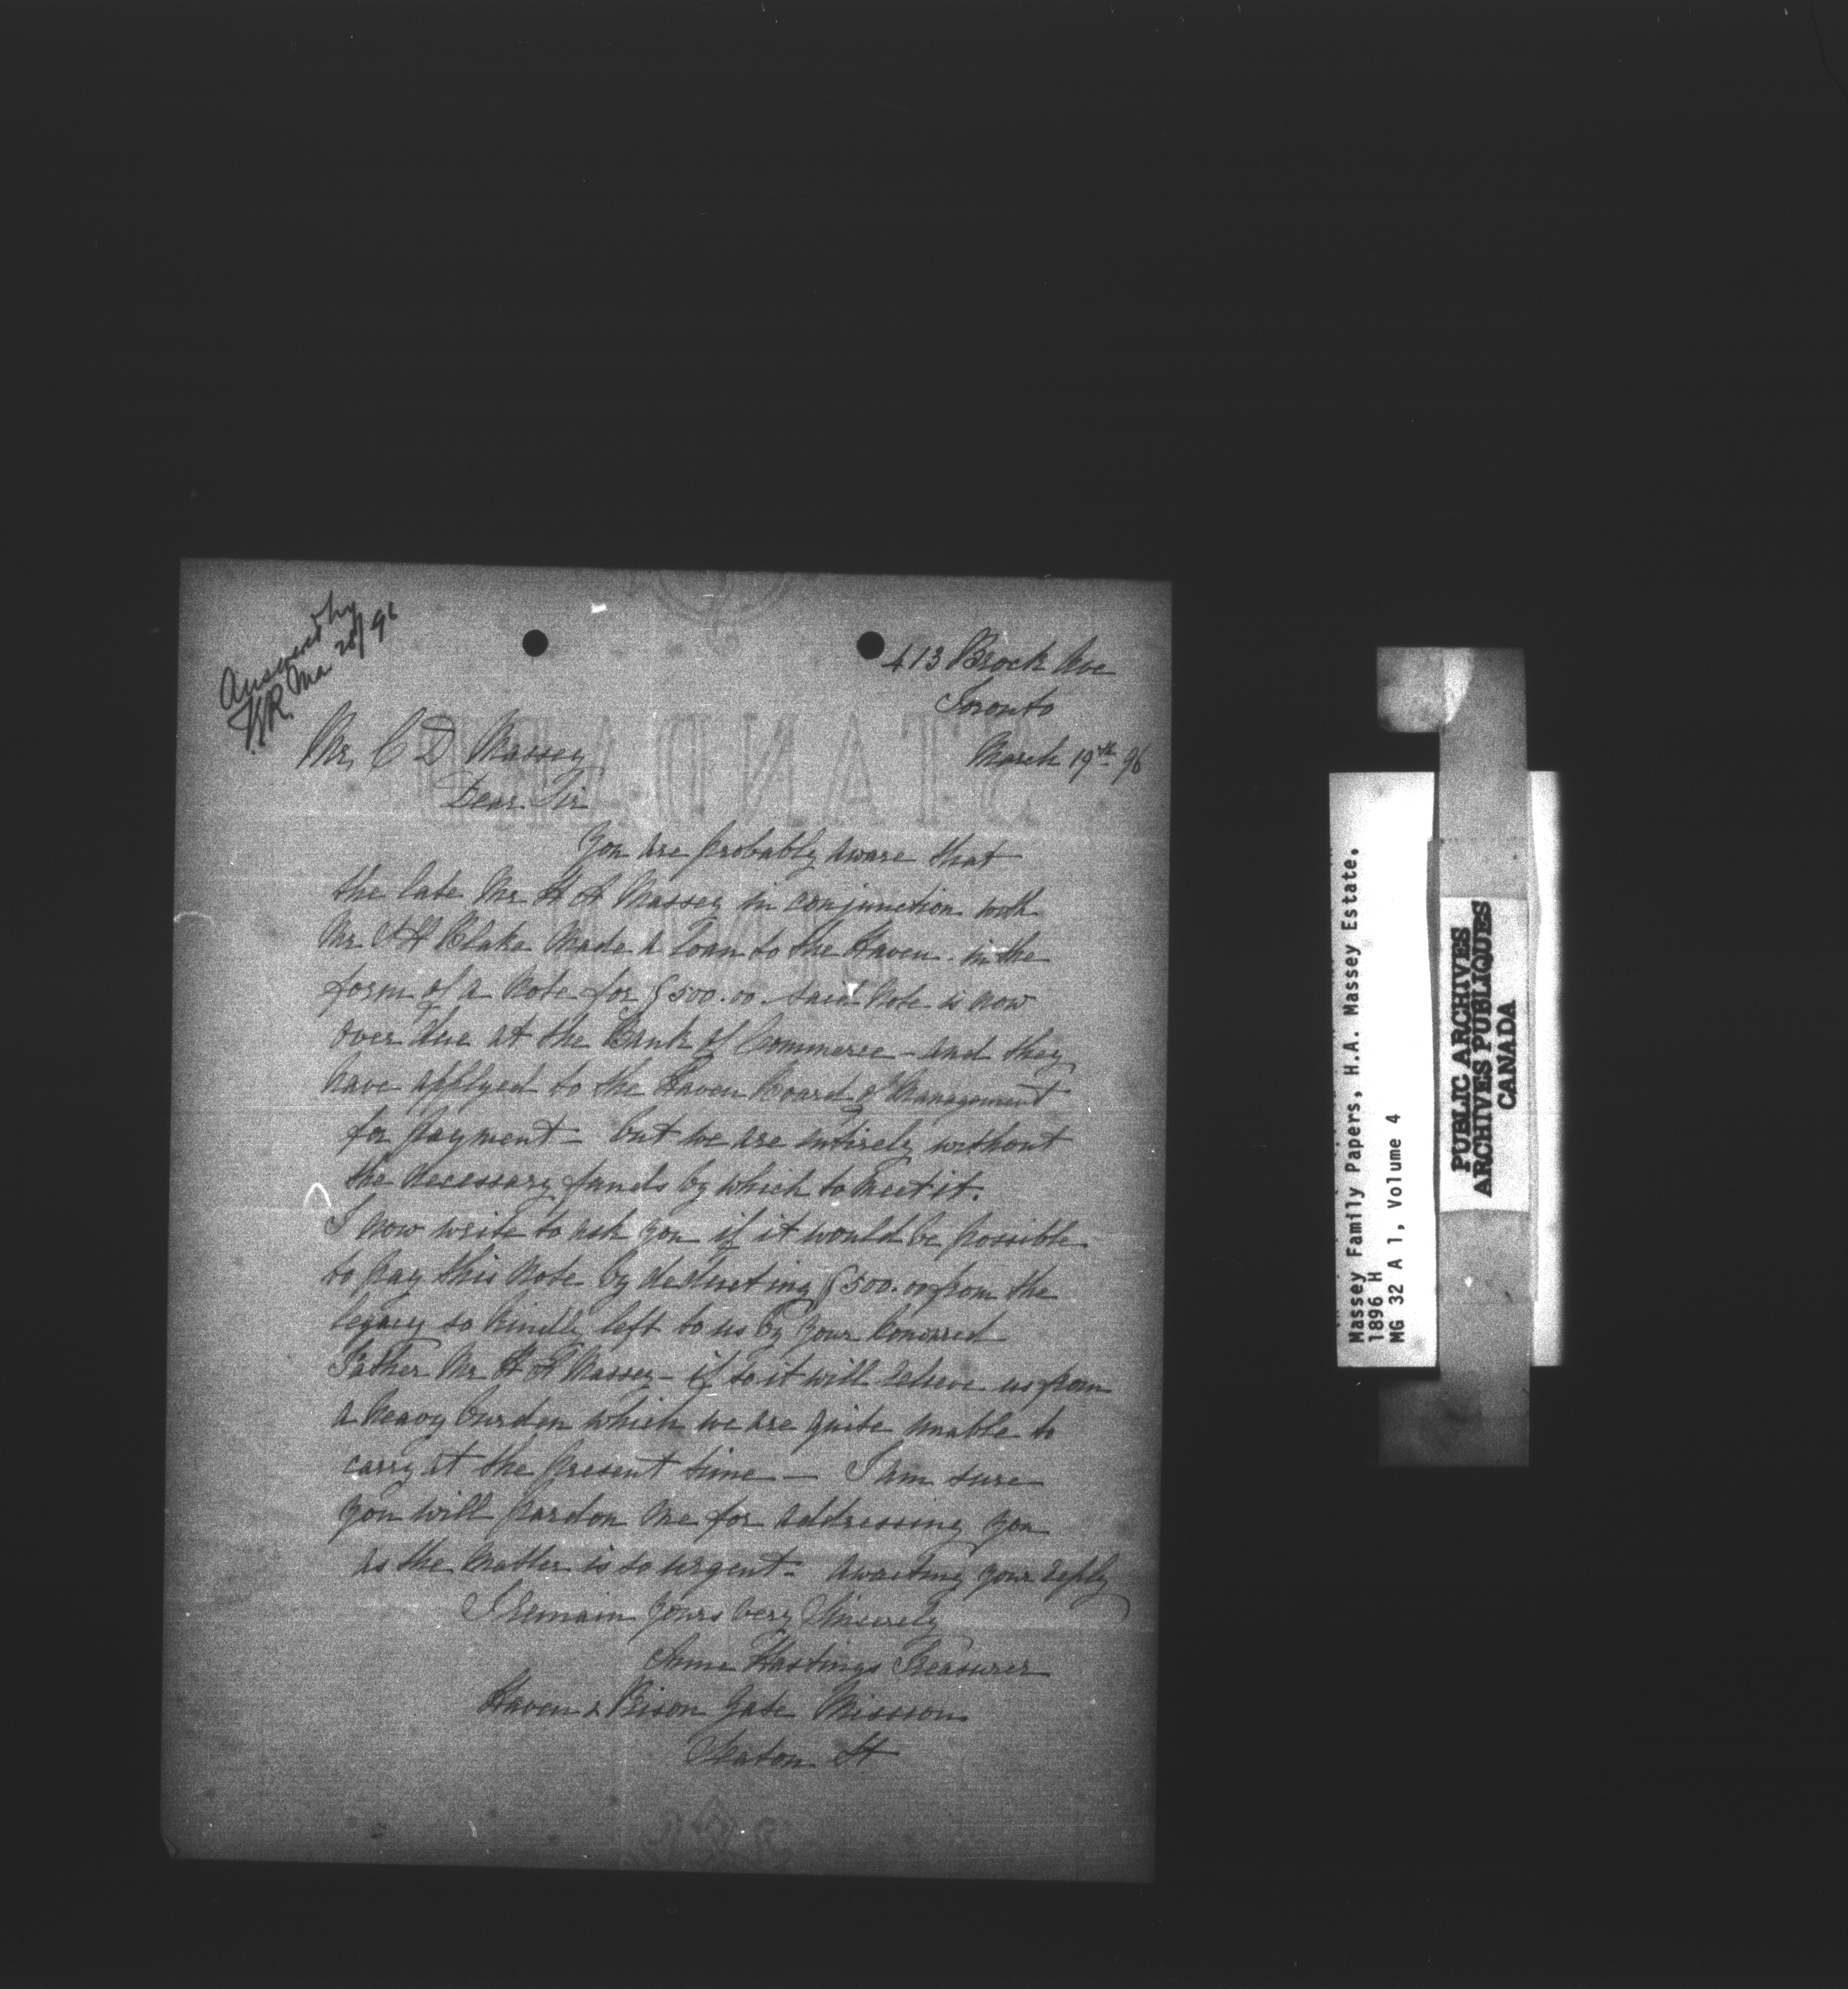 Answered by
Mar 20/96
413 Brock Ave
Toronto
March 19th 96
Mr. C D Massey
Dear Sir
You are probably aware that
the late Mr H A Massey in conjunction with
Mr S H Blake made a loan to the Haven in the
form of a note for $500.00 said note is now
over due at the Bank of Commerce - and they
have applyed to the Haven Board of Management
for payment - but we are entirely without
the necessary funds by which to meet it.
I now write to ask you if it would be possible
to pay this note by deducting $500.00 from the
legacy so kindly left to us by your honored
Father Mr H A Massey - if so it will relieve us from
a heavy burden which we are quite unable to
carry at the present time - I am sure
you will pardon me for addressing you
as the matter is so urgent - awaiting your reply
I remain yours very sincerely
Hastings Treasurer
Haven & Prison Gate Mission
Seaton St.
STANDARD
Massey Family Papers, H.A. Massey Estate.
1896 H
MG 32 A 1, Volume 4
PUBLIC ARCHIVES
ARCHIVES PUBLIQUES
CANADA